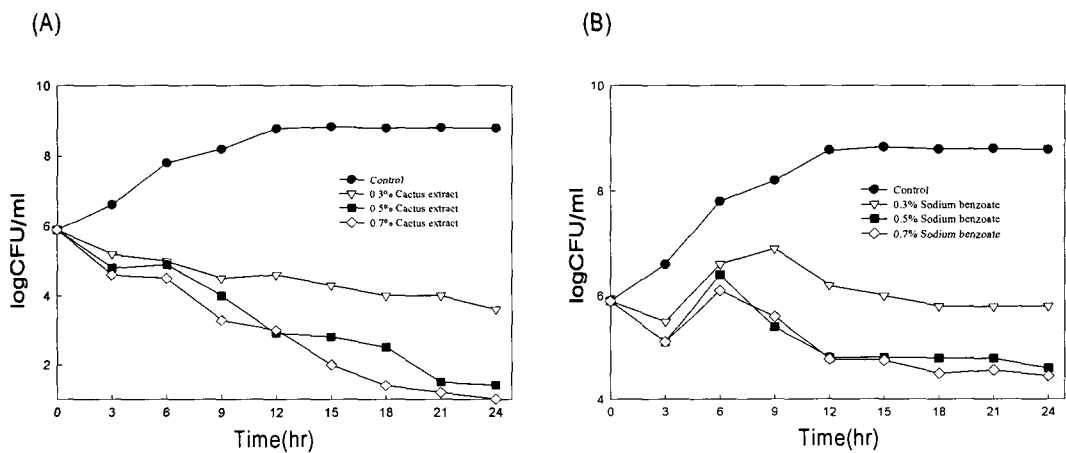 (A)
10
8
6
4
2
logCFU/ml
Control
0.3% Cactus extract
0.5% Cactus extract
0.7% Cactus extract
0 3 6 9 12 15 18 21 24
Time(hr)
(B)
10
8
6
4
logCFU/ml
Control
0.3% Sodium benzoate
0.5% Sodium benzoate
0.7% Sodium benzoate
0 3 6 9 12 15 18 21 24
Time(hr)